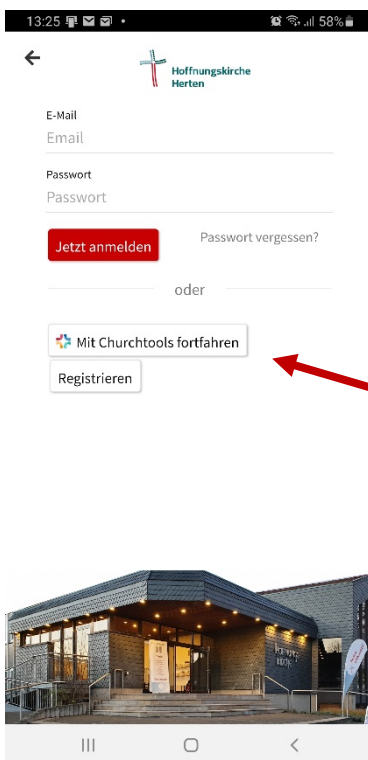 13:25
58%
Hoffnungskirche
Herten
E-Mail
Email
Passwort
Passwort
Jetzt anmelden
Passwort vergessen?
oder
Mit Churchtools fortfahren
Registrieren